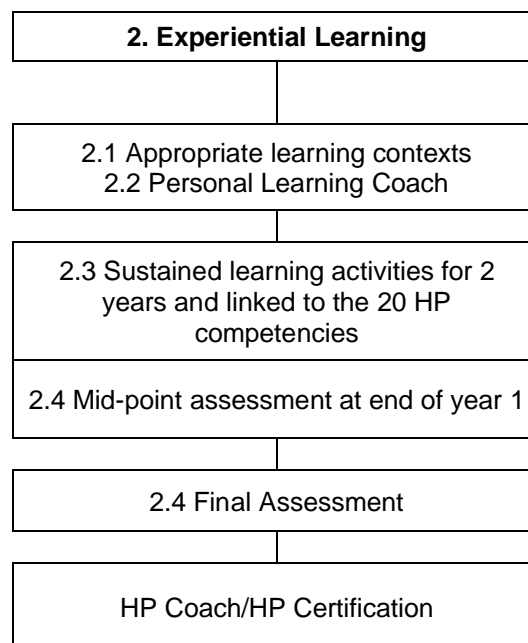 2. Experiential Learning
2.1 Appropriate learning contexts
2.2 Personal Learning Coach
2.3 Sustained learning activities for 2
years and linked to the 20 HP
competencies
2.4 Mid-point assessment at end of year 1
2.4 Final Assessment
HP Coach/HP Certification